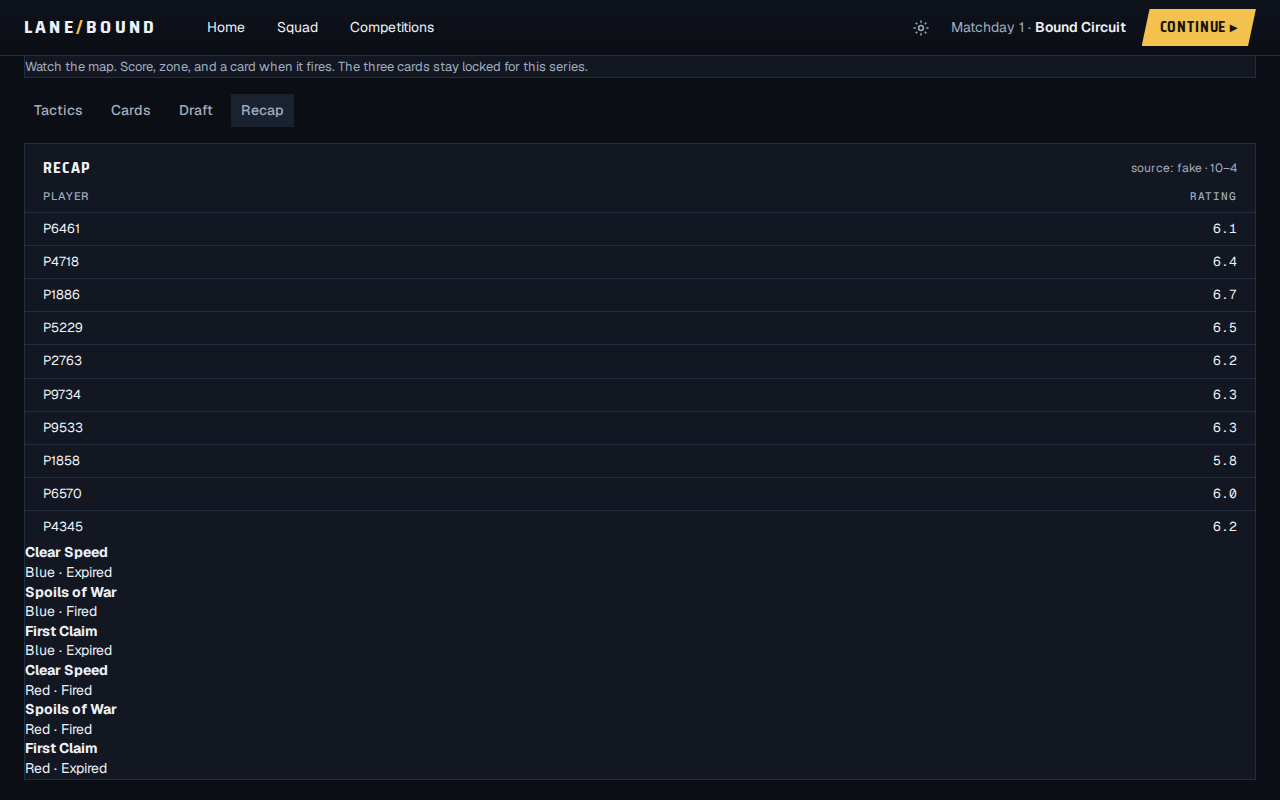 LANE/BOUND Home Squad Competitions Matchday 1 · Bound Circuit CONTINUE ▸
Watch the map. Score, zone, and a card when it fires. The three cards stay locked for this series.
Tactics Cards Draft Recap
RECAP source: fake · 10–4
PLAYER RATING
P6461 6.1
P4718 6.4
P1886 6.7
P5229 6.5
P2763 6.2
P9734 6.3
P9533 6.3
P1858 5.8
P6570 6.0
P4345 6.2
Clear Speed
Blue · Expired
Spoils of War
Blue · Fired
First Claim
Blue · Expired
Clear Speed
Red · Fired
Spoils of War
Red · Fired
First Claim
Red · Expired